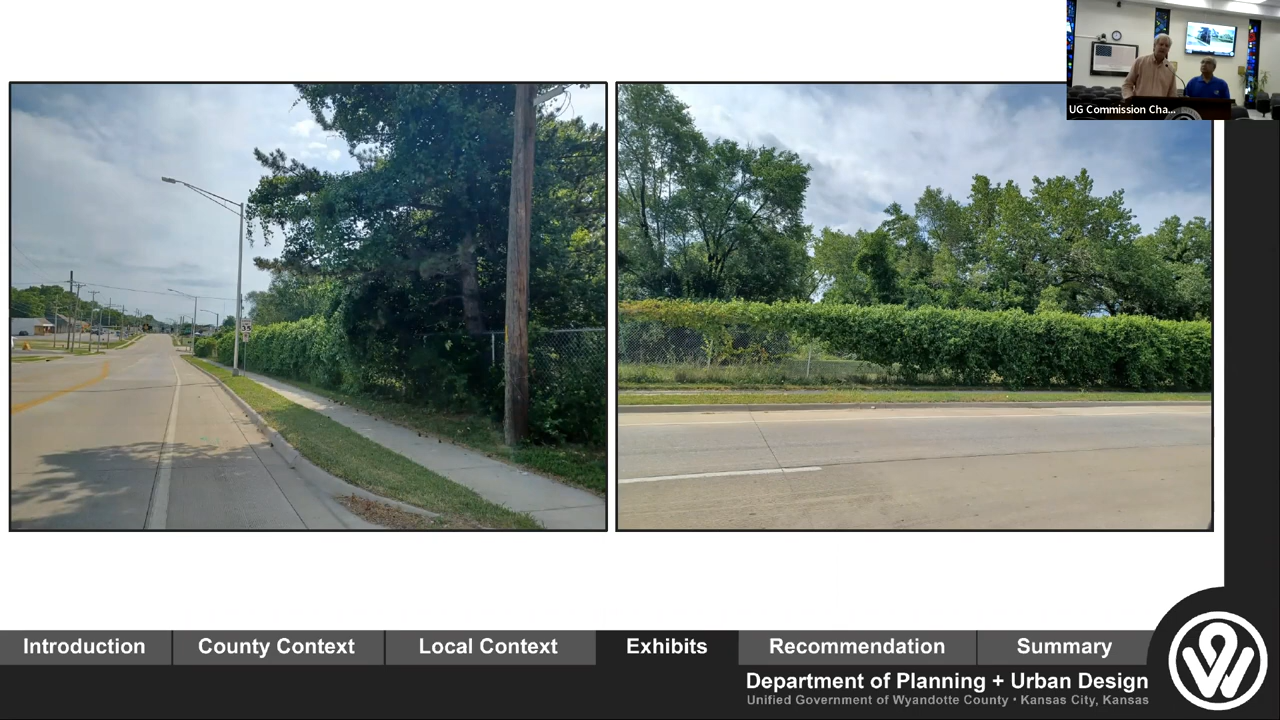 UG Commission Cha...
Introduction
County Context
Local Context
Exhibits
Recommendation
Summary
Department of Planning + Urban Design
Unified Government of Wyandotte County • Kansas City, Kansas